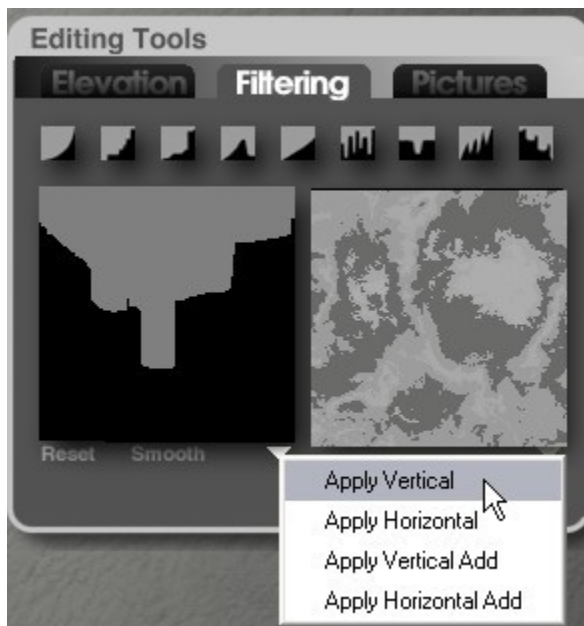 Editing Tools
Elevation Filtering Pictures
Reset Smooth
Apply Vertical
Apply Horizontal
Apply Vertical Add
Apply Horizontal Add